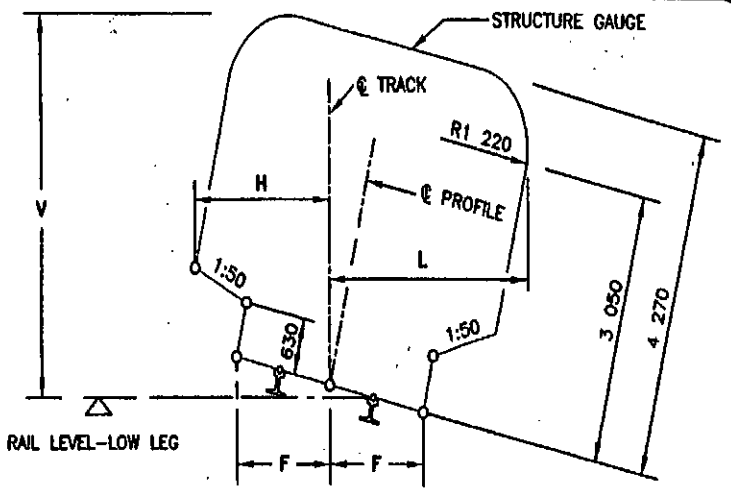 STRUCTURE GAUGE
℄ TRACK
R1 220
H
℄ PROFILE
V
L
1:50
630
1:50
3 050
4 270
RAIL LEVEL-LOW LEG
F
F